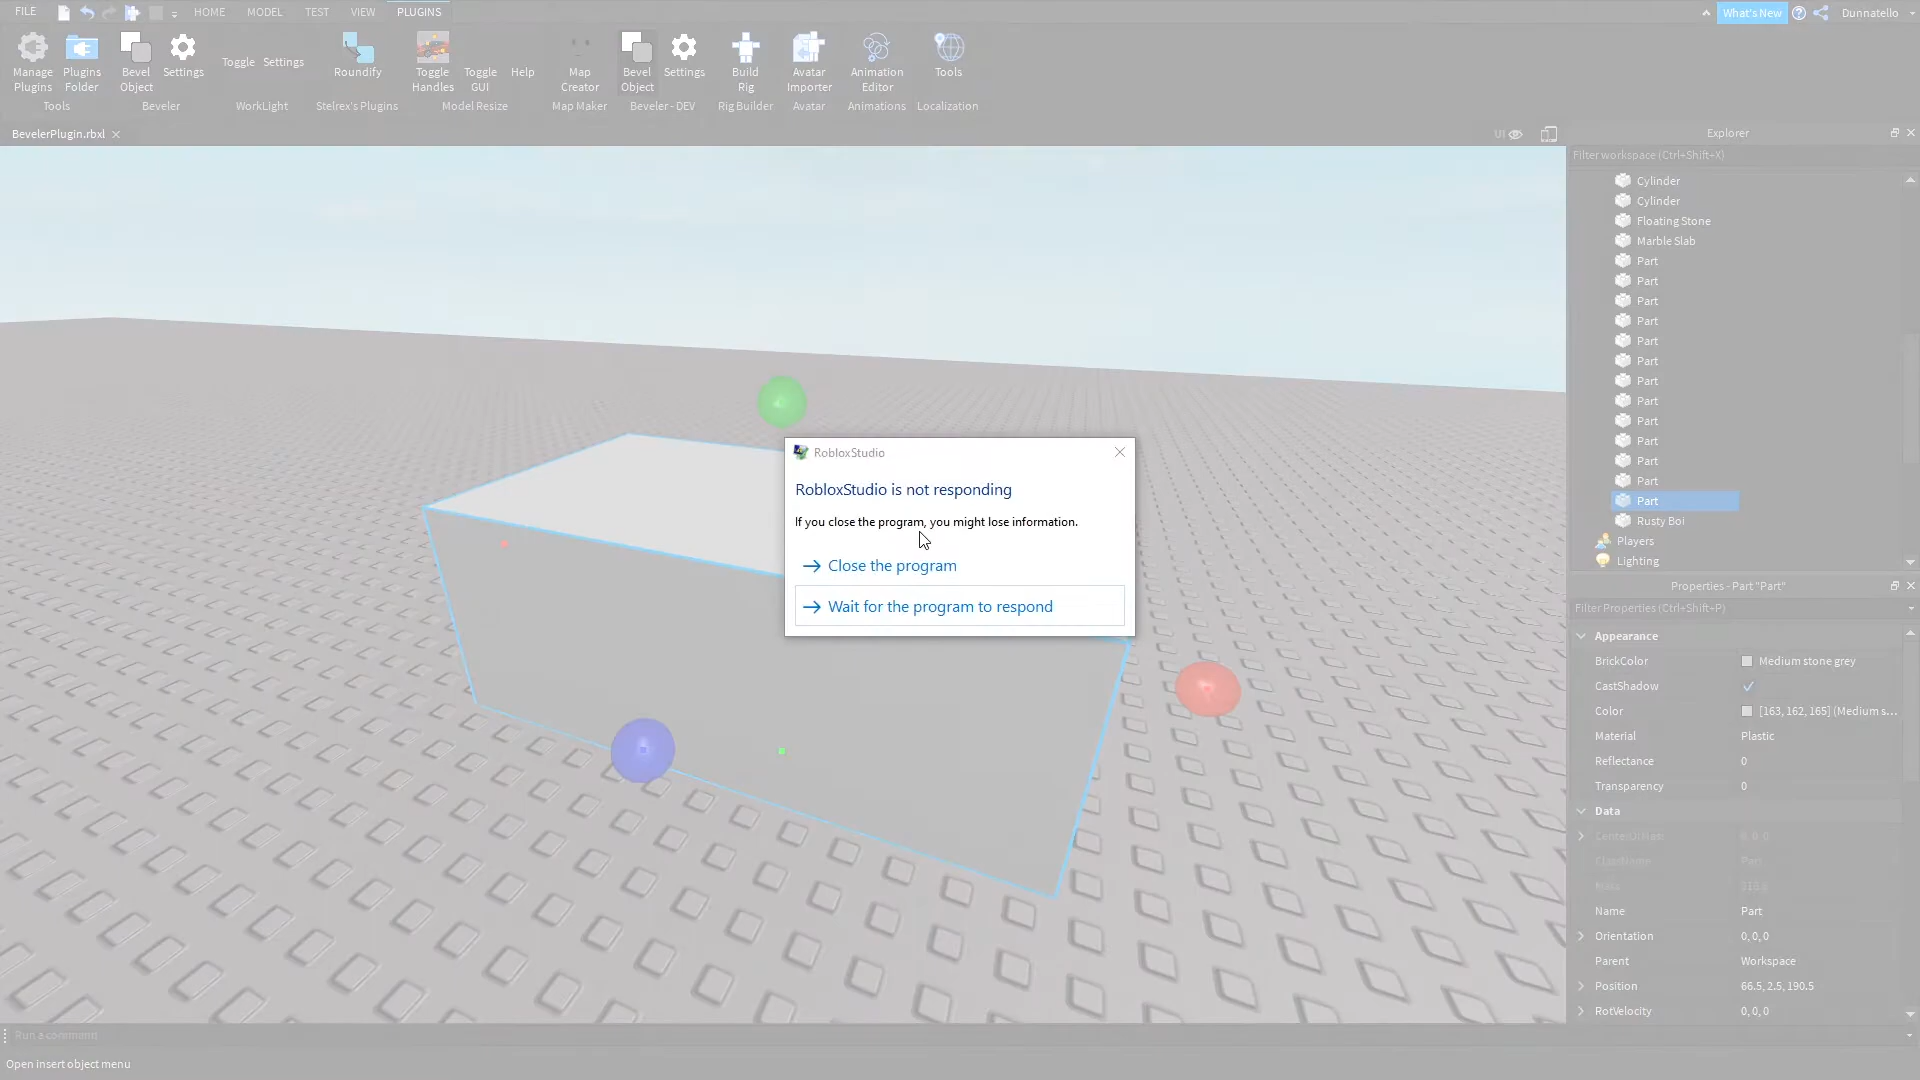 FILE
HOME
MODEL
TEST
VIEW
PLUGINS
What's New
Dunnatello
Manage Plugins
Plugins Folder
Bevel Object
Settings
Toggle
Settings
Roundify
Toggle Handles
Toggle GUI
Help
Map Creator
Bevel Object
Settings
Build Rig
Avatar Importer
Animation Editor
Tools
Tools
Beveler
WorkLight
Stelrex's Plugins
Model Resize
Map Maker
Beveler - DEV
Rig Builder
Avatar
Animations
Localization
BevelerPlugin.rbxl
UI
Explorer
Filter workspace (Ctrl+Shift+X)
Cylinder
Cylinder
Floating Stone
Marble Slab
Part
Part
Part
Part
Part
Part
Part
Part
Part
Part
Part
Part
Part
Rusty Boi
Players
Lighting
RobloxStudio
RobloxStudio is not responding
If you close the program, you might lose information.
Close the program
Wait for the program to respond
Properties - Part "Part"
Filter Properties (Ctrl+Shift+P)
Appearance
BrickColor Medium stone grey
CastShadow
Color [163, 162, 165] (Medium s...
Material Plastic
Reflectance 0
Transparency 0
Data
ClassName Part
Name Part
Orientation 0, 0, 0
Parent Workspace
Position 66.5, 2.5, 190.5
RotVelocity 0, 0, 0
Run a command
Open insert object menu